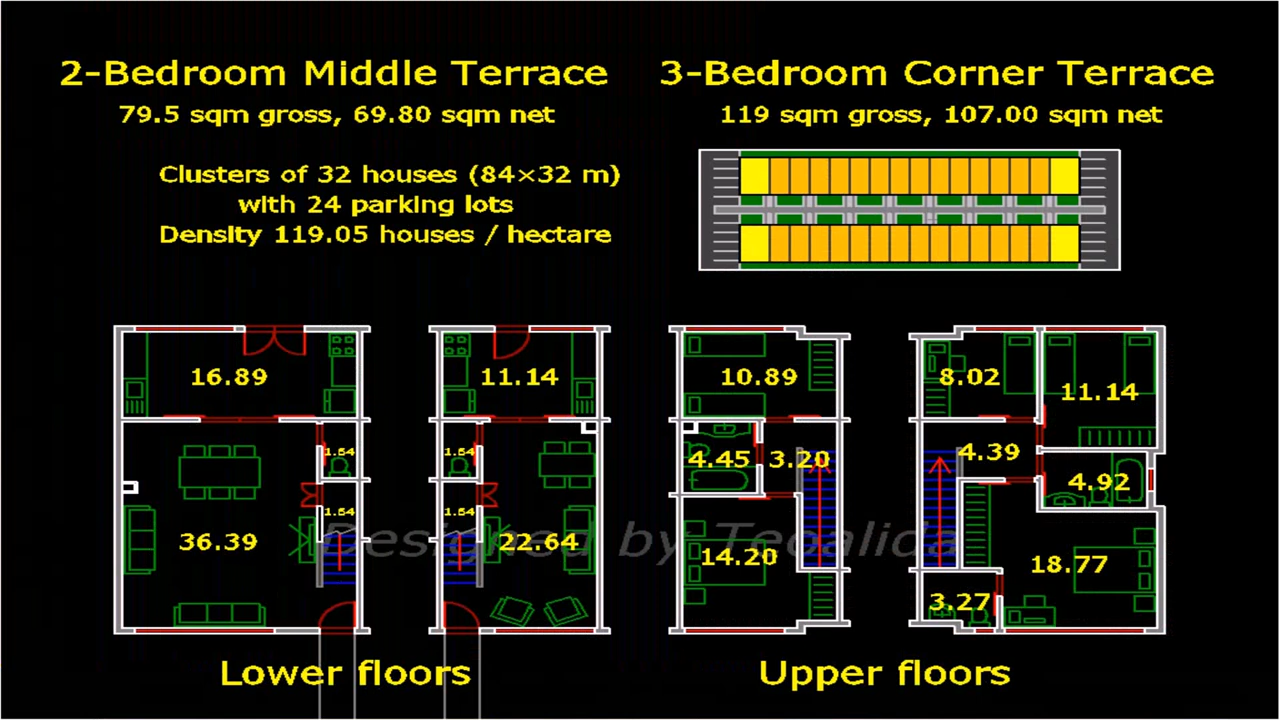 2-Bedroom Middle Terrace
79.5 sqm gross, 69.80 sqm net
3-Bedroom Corner Terrace
119 sqm gross, 107.00 sqm net
Clusters of 32 houses (84×32 m)
with 24 parking lots
Density 119.05 houses / hectare
16.89
1.54
1.54
36.39
11.14
1.54
1.54
22.64
10.89
4.45
3.20
14.20
8.02
11.14
4.39
4.92
18.77
3.27
Designed by Teoalida
Lower floors
Upper floors